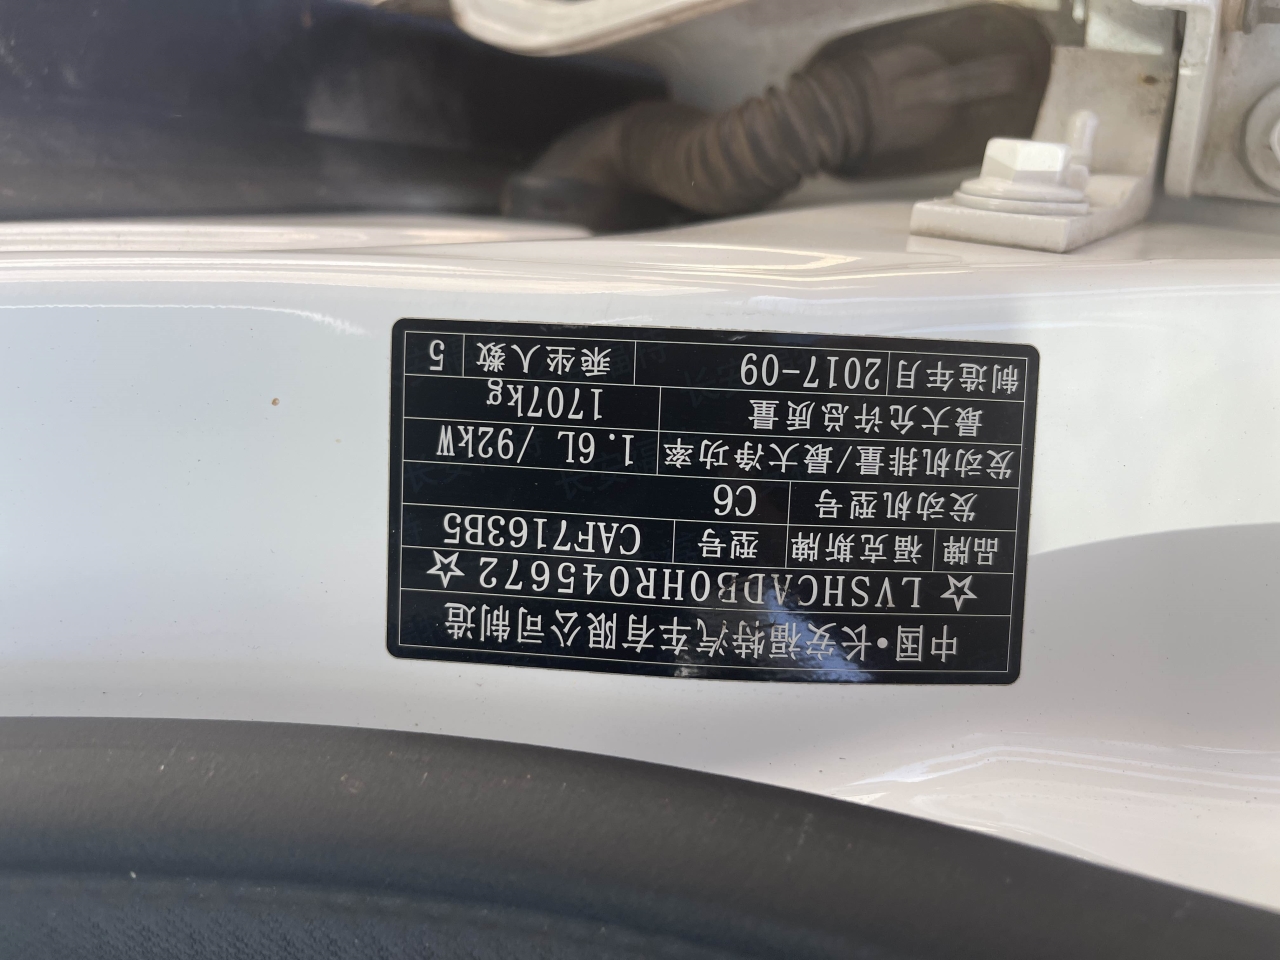 中国•长安福特汽车有限公司制造
☆LVSHCADB0HR045672☆
品牌 福克斯牌 型号 CAF7163B5
发动机型号 C6
发动机排量/最大净功率 1.6L /92kW
最大允许总质量 1707kg
制造年月 2017-09 乘坐人数 5